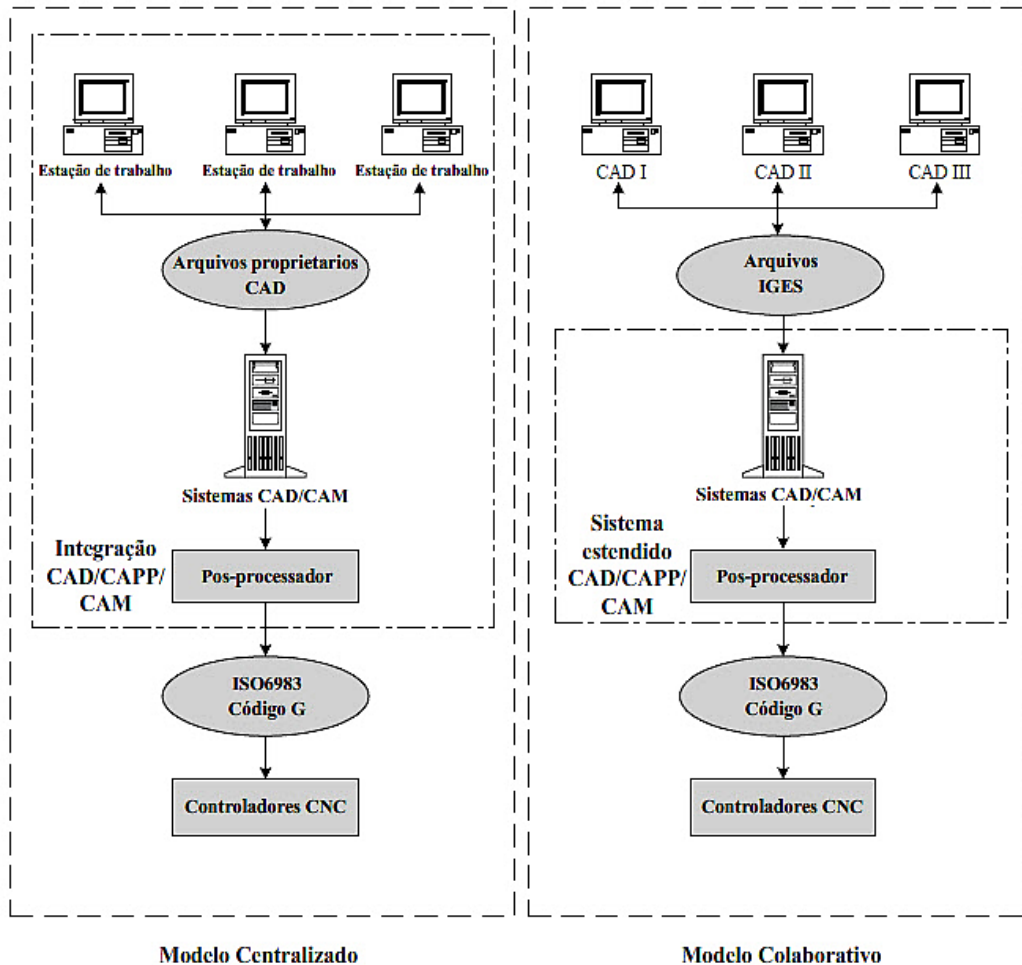 Estação de trabalho
Estação de trabalho
Estação de trabalho
Arquivos proprietarios
CAD
Sistemas CAD/CAM
Integração
CAD/CAPP/
CAM
Pos-processador
ISO6983
Código G
Controladores CNC
Modelo Centralizado
CAD I
CAD II
CAD III
Arquivos
IGES
Sistemas CAD/CAM
Sistema
estendido
CAD/CAPP/
CAM
Pos-processador
ISO6983
Código G
Controladores CNC
Modelo Colaborativo